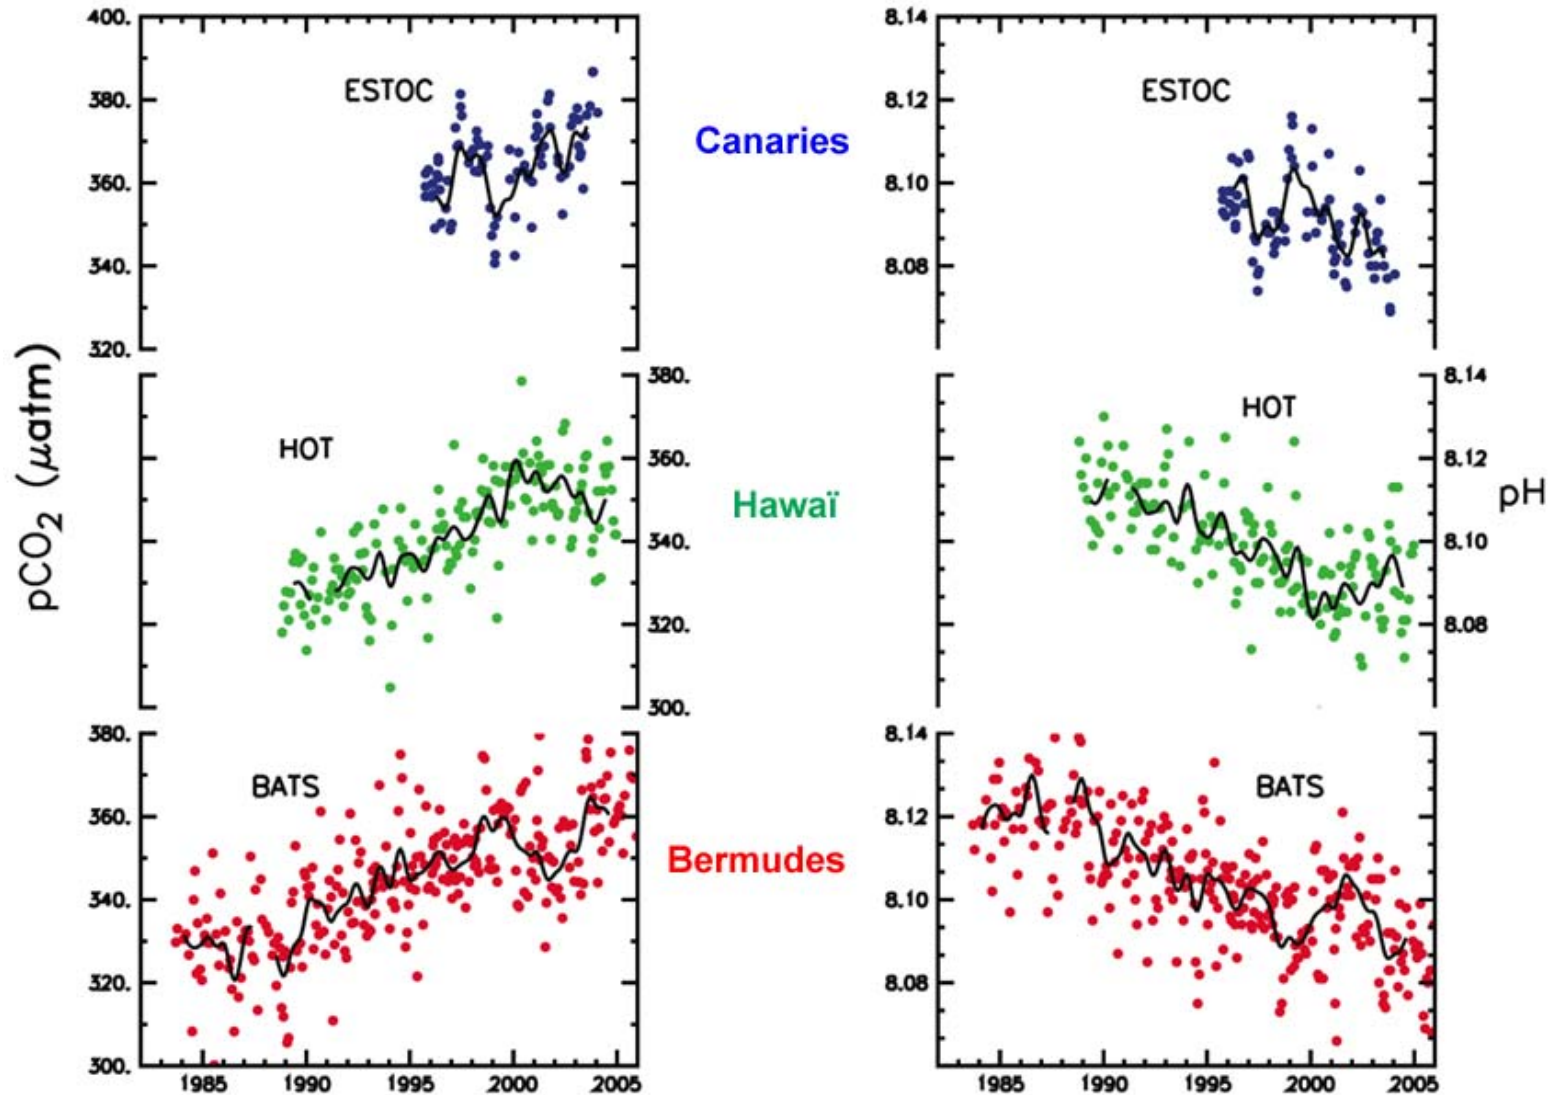 400.
380.
360.
340.
320.
ESTOC
Canaries
8.14
8.12
8.10
8.08
ESTOC
pCO2 (μatm)
HOT
380.
360.
340.
320.
300.
Hawaï
HOT
8.14
8.12
8.10
8.08
pH
380.
360.
340.
320.
300.
BATS
Bermudes
8.14
8.12
8.10
8.08
BATS
1985 1990 1995 2000 2005
1985 1990 1995 2000 2005